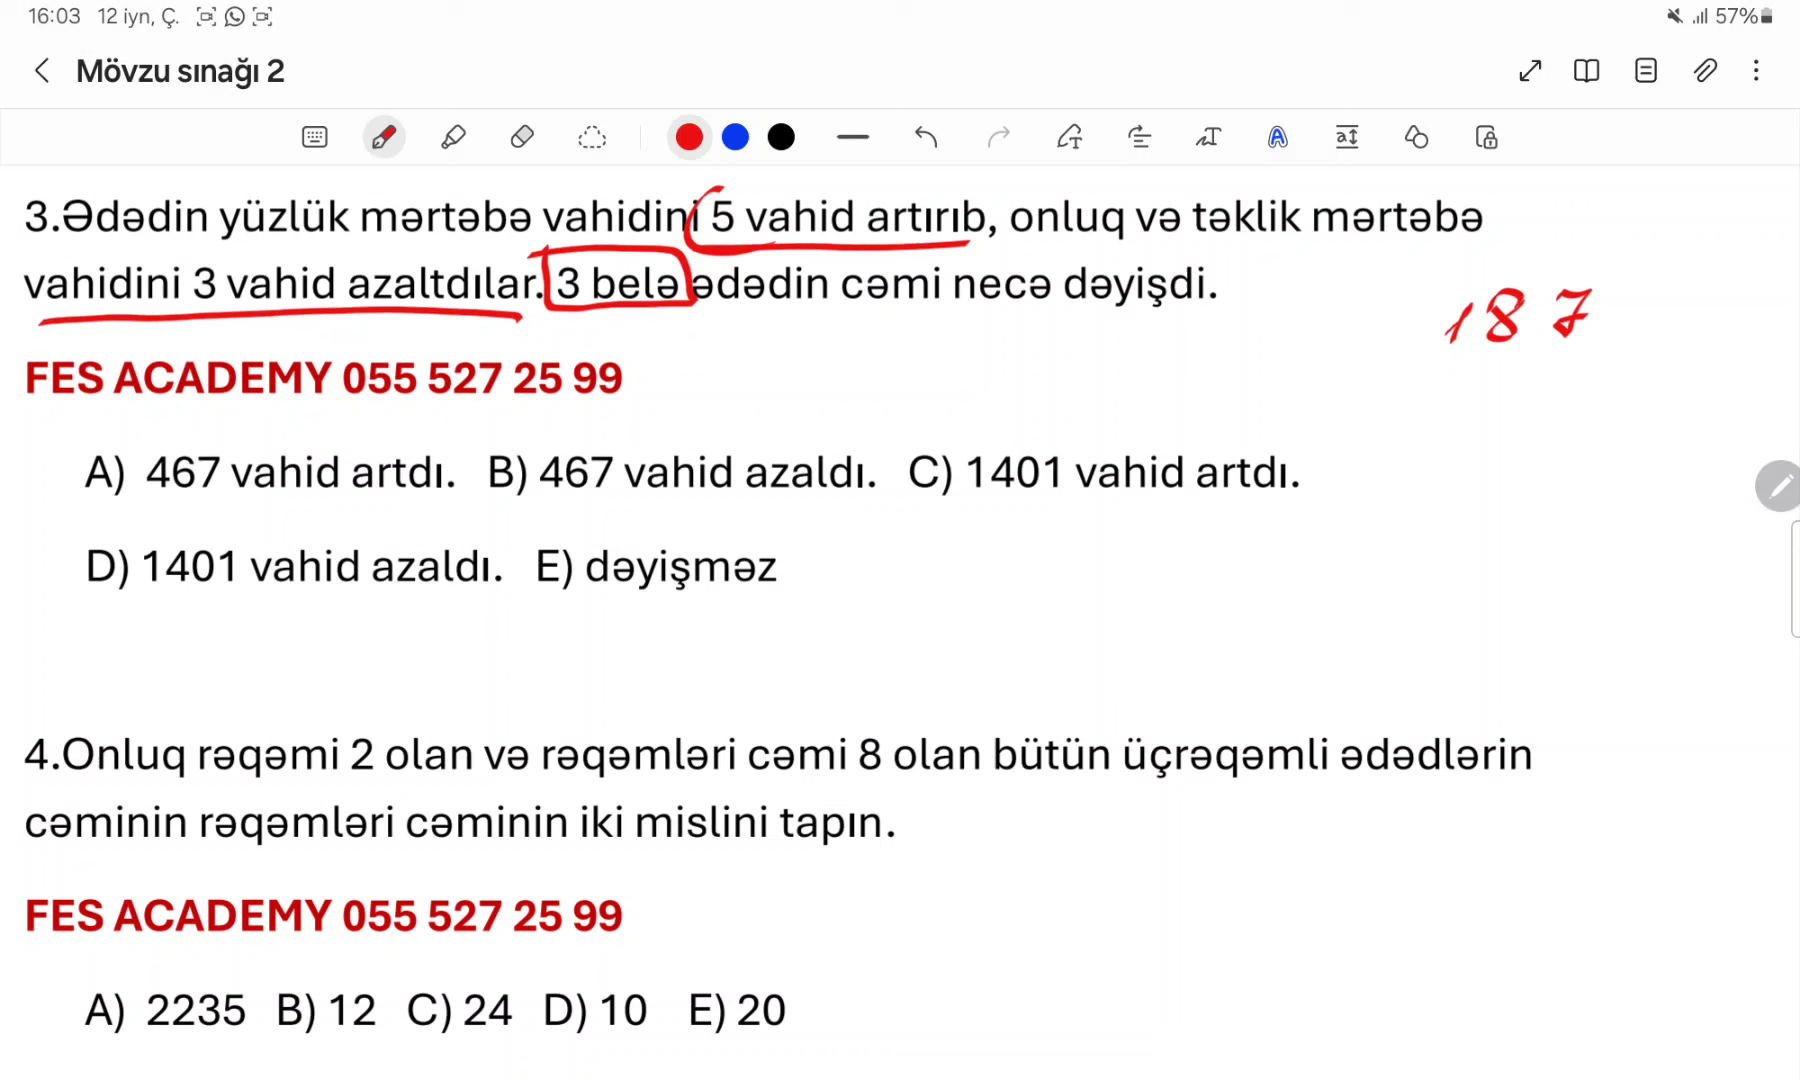 16:03 12 iyn, Ç. 57%
Mövzu sınağı 2
3.Ədədin yüzlük mərtəbə vahidini 5 vahid artırıb, onluq və təklik mərtəbə
vahidini 3 vahid azaltdılar. 3 belə ədədin cəmi necə dəyişdi.
187
FES ACADEMY 055 527 25 99
A) 467 vahid artdı. B) 467 vahid azaldı. C) 1401 vahid artdı.
D) 1401 vahid azaldı. E) dəyişməz
4.Onluq rəqəmi 2 olan və rəqəmləri cəmi 8 olan bütün üçrəqəmli ədədlərin
cəminin rəqəmləri cəminin iki mislini tapın.
FES ACADEMY 055 527 25 99
A) 2235 B) 12 C) 24 D) 10 E) 20